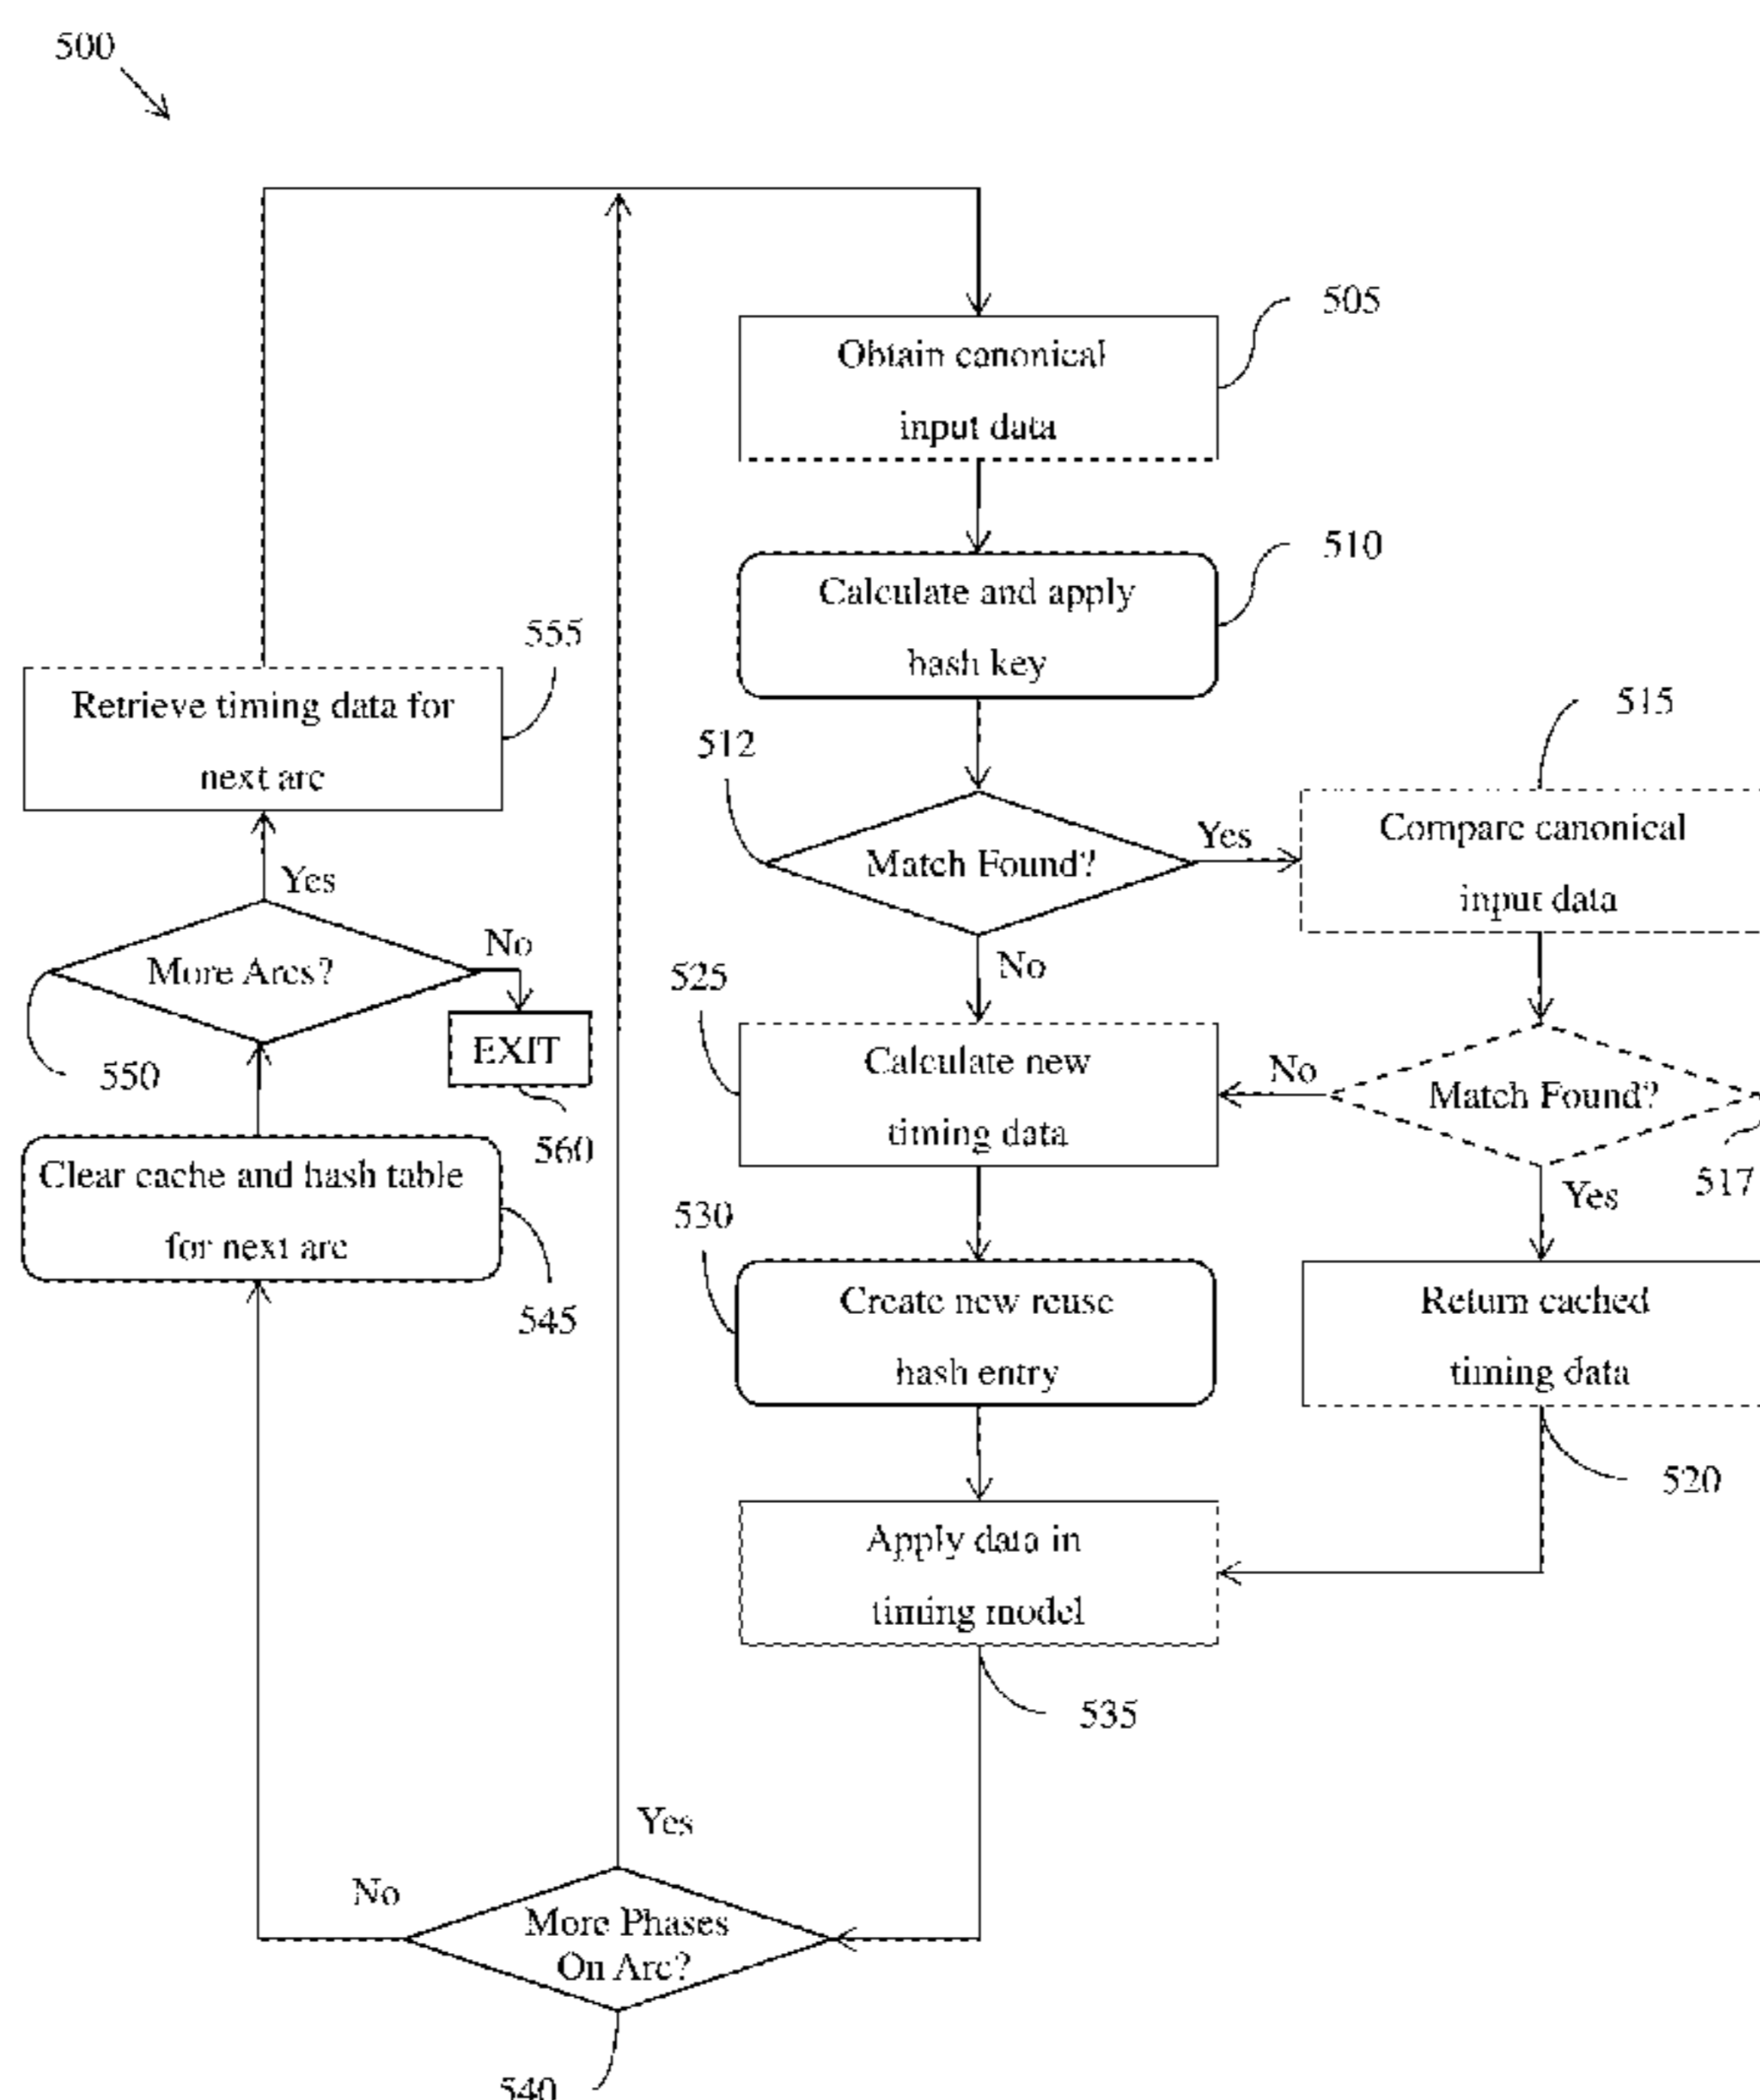 500
505
Obtain canonical
input data
510
Calculate and apply
hash key
555
Retrieve timing data for
next arc
512
Match Found?
Yes
515
Compare canonical
input data
Yes
No
More Arcs?
No
525
550
EXIT
Calculate new
timing data
No
Match Found?
560
517
Clear cache and hash table
for next arc
Yes
530
545
Create new reuse
hash entry
Return cached
timing data
520
Apply data in
timing model
535
Yes
No
More Phases
On Arc?
540